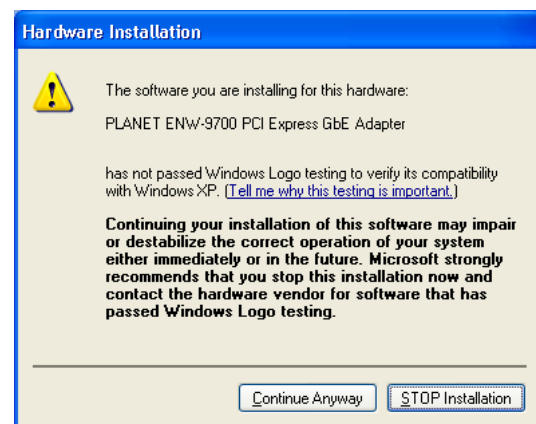 Hardware Installation
The software you are installing for this hardware:
PLANET ENW-9700 PCI Express GbE Adapter
has not passed Windows Logo testing to verify its compatibility
with Windows XP. (Tell me why this testing is important.)
Continuing your installation of this software may impair
or destabilize the correct operation of your system
either immediately or in the future. Microsoft strongly
recommends that you stop this installation now and
contact the hardware vendor for software that has
passed Windows Logo testing.
Continue Anyway
STOP Installation